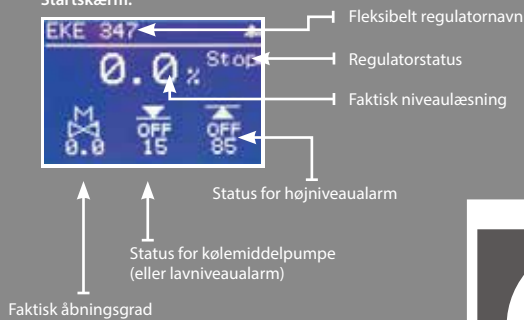 Startskærm:
EKE 347
Fleksibelt regulatornavn
0.0 % Stop
Regulatorstatus
Faktisk niveaulæsning
M
OFF OFF
0.0 15 85
Status for højniveaualarm
Status for kølemiddelpumpe
(eller lavniveaualarm)
Faktisk åbningsgrad